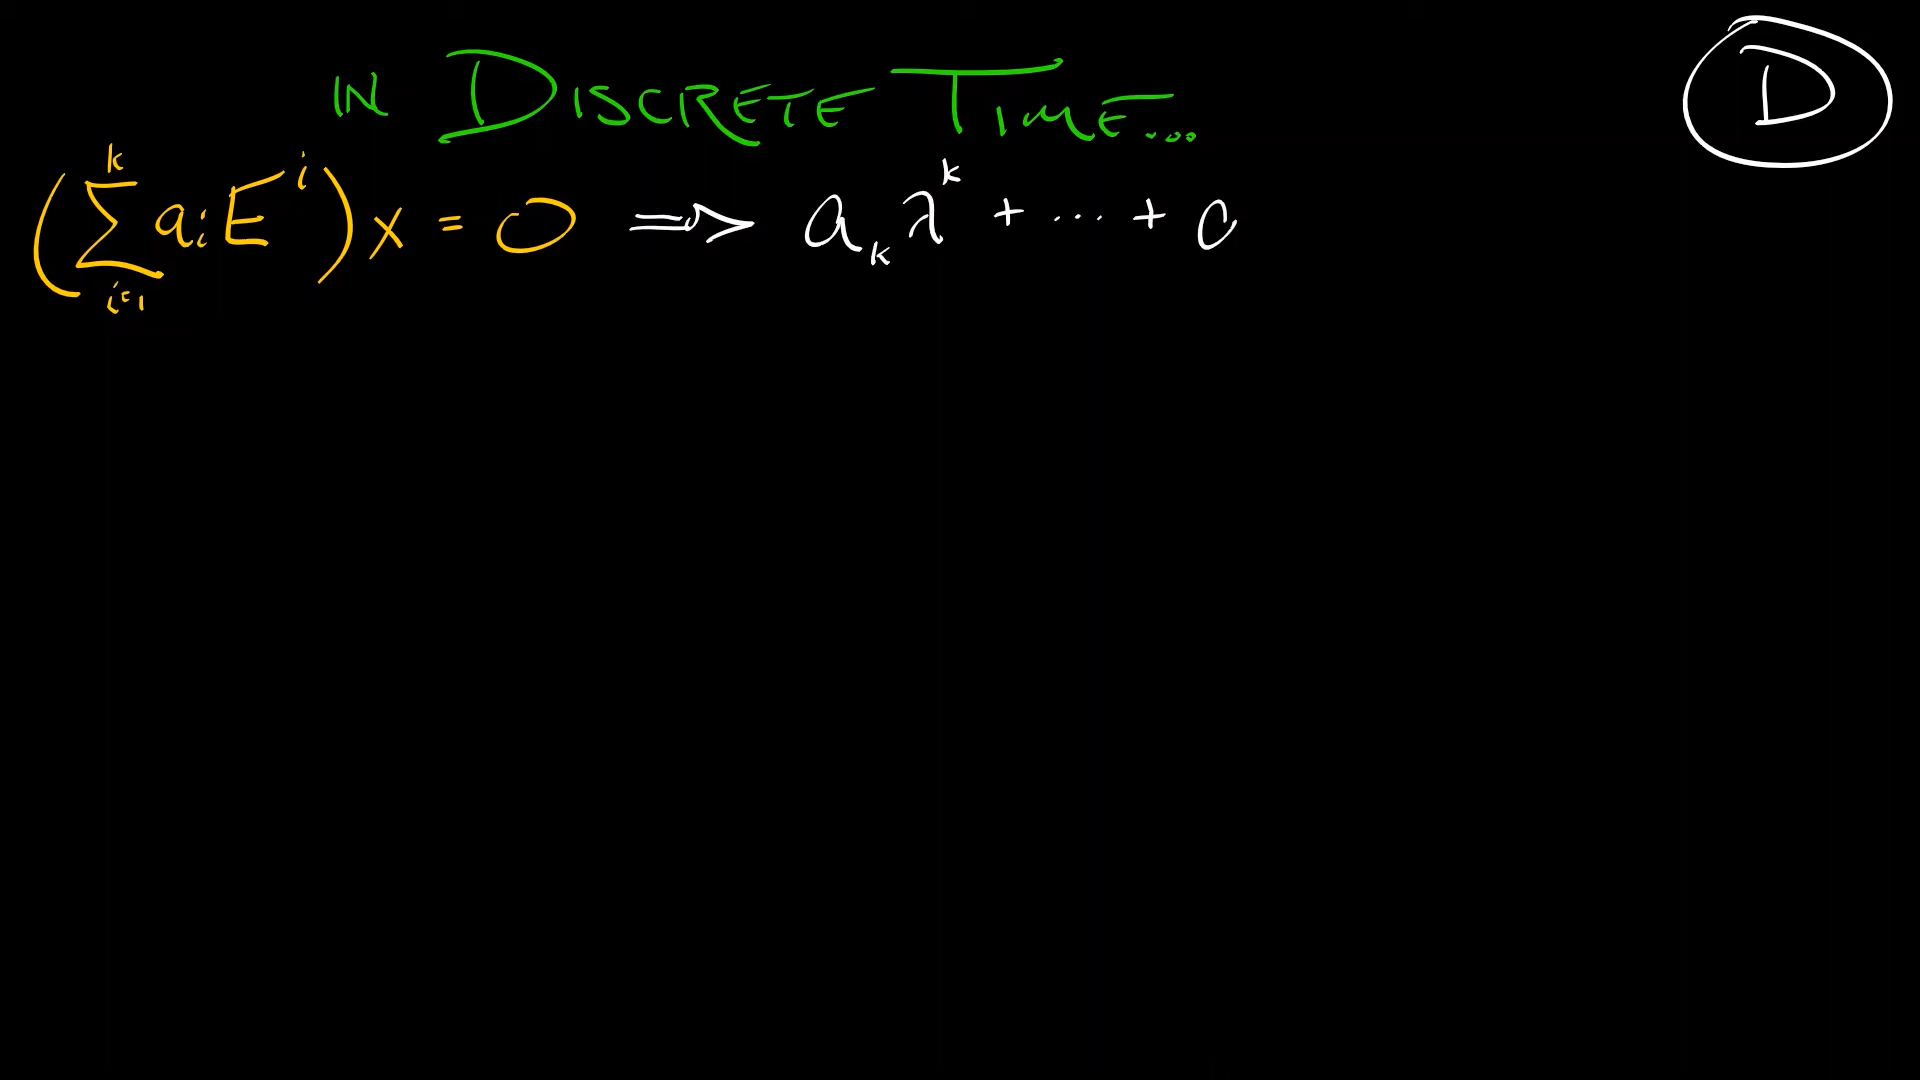 IN DISCRETE TIME... D
(∑_{i=1}^{k} a_i E^i) x = 0 ⇒ a_k λ^k + ... +